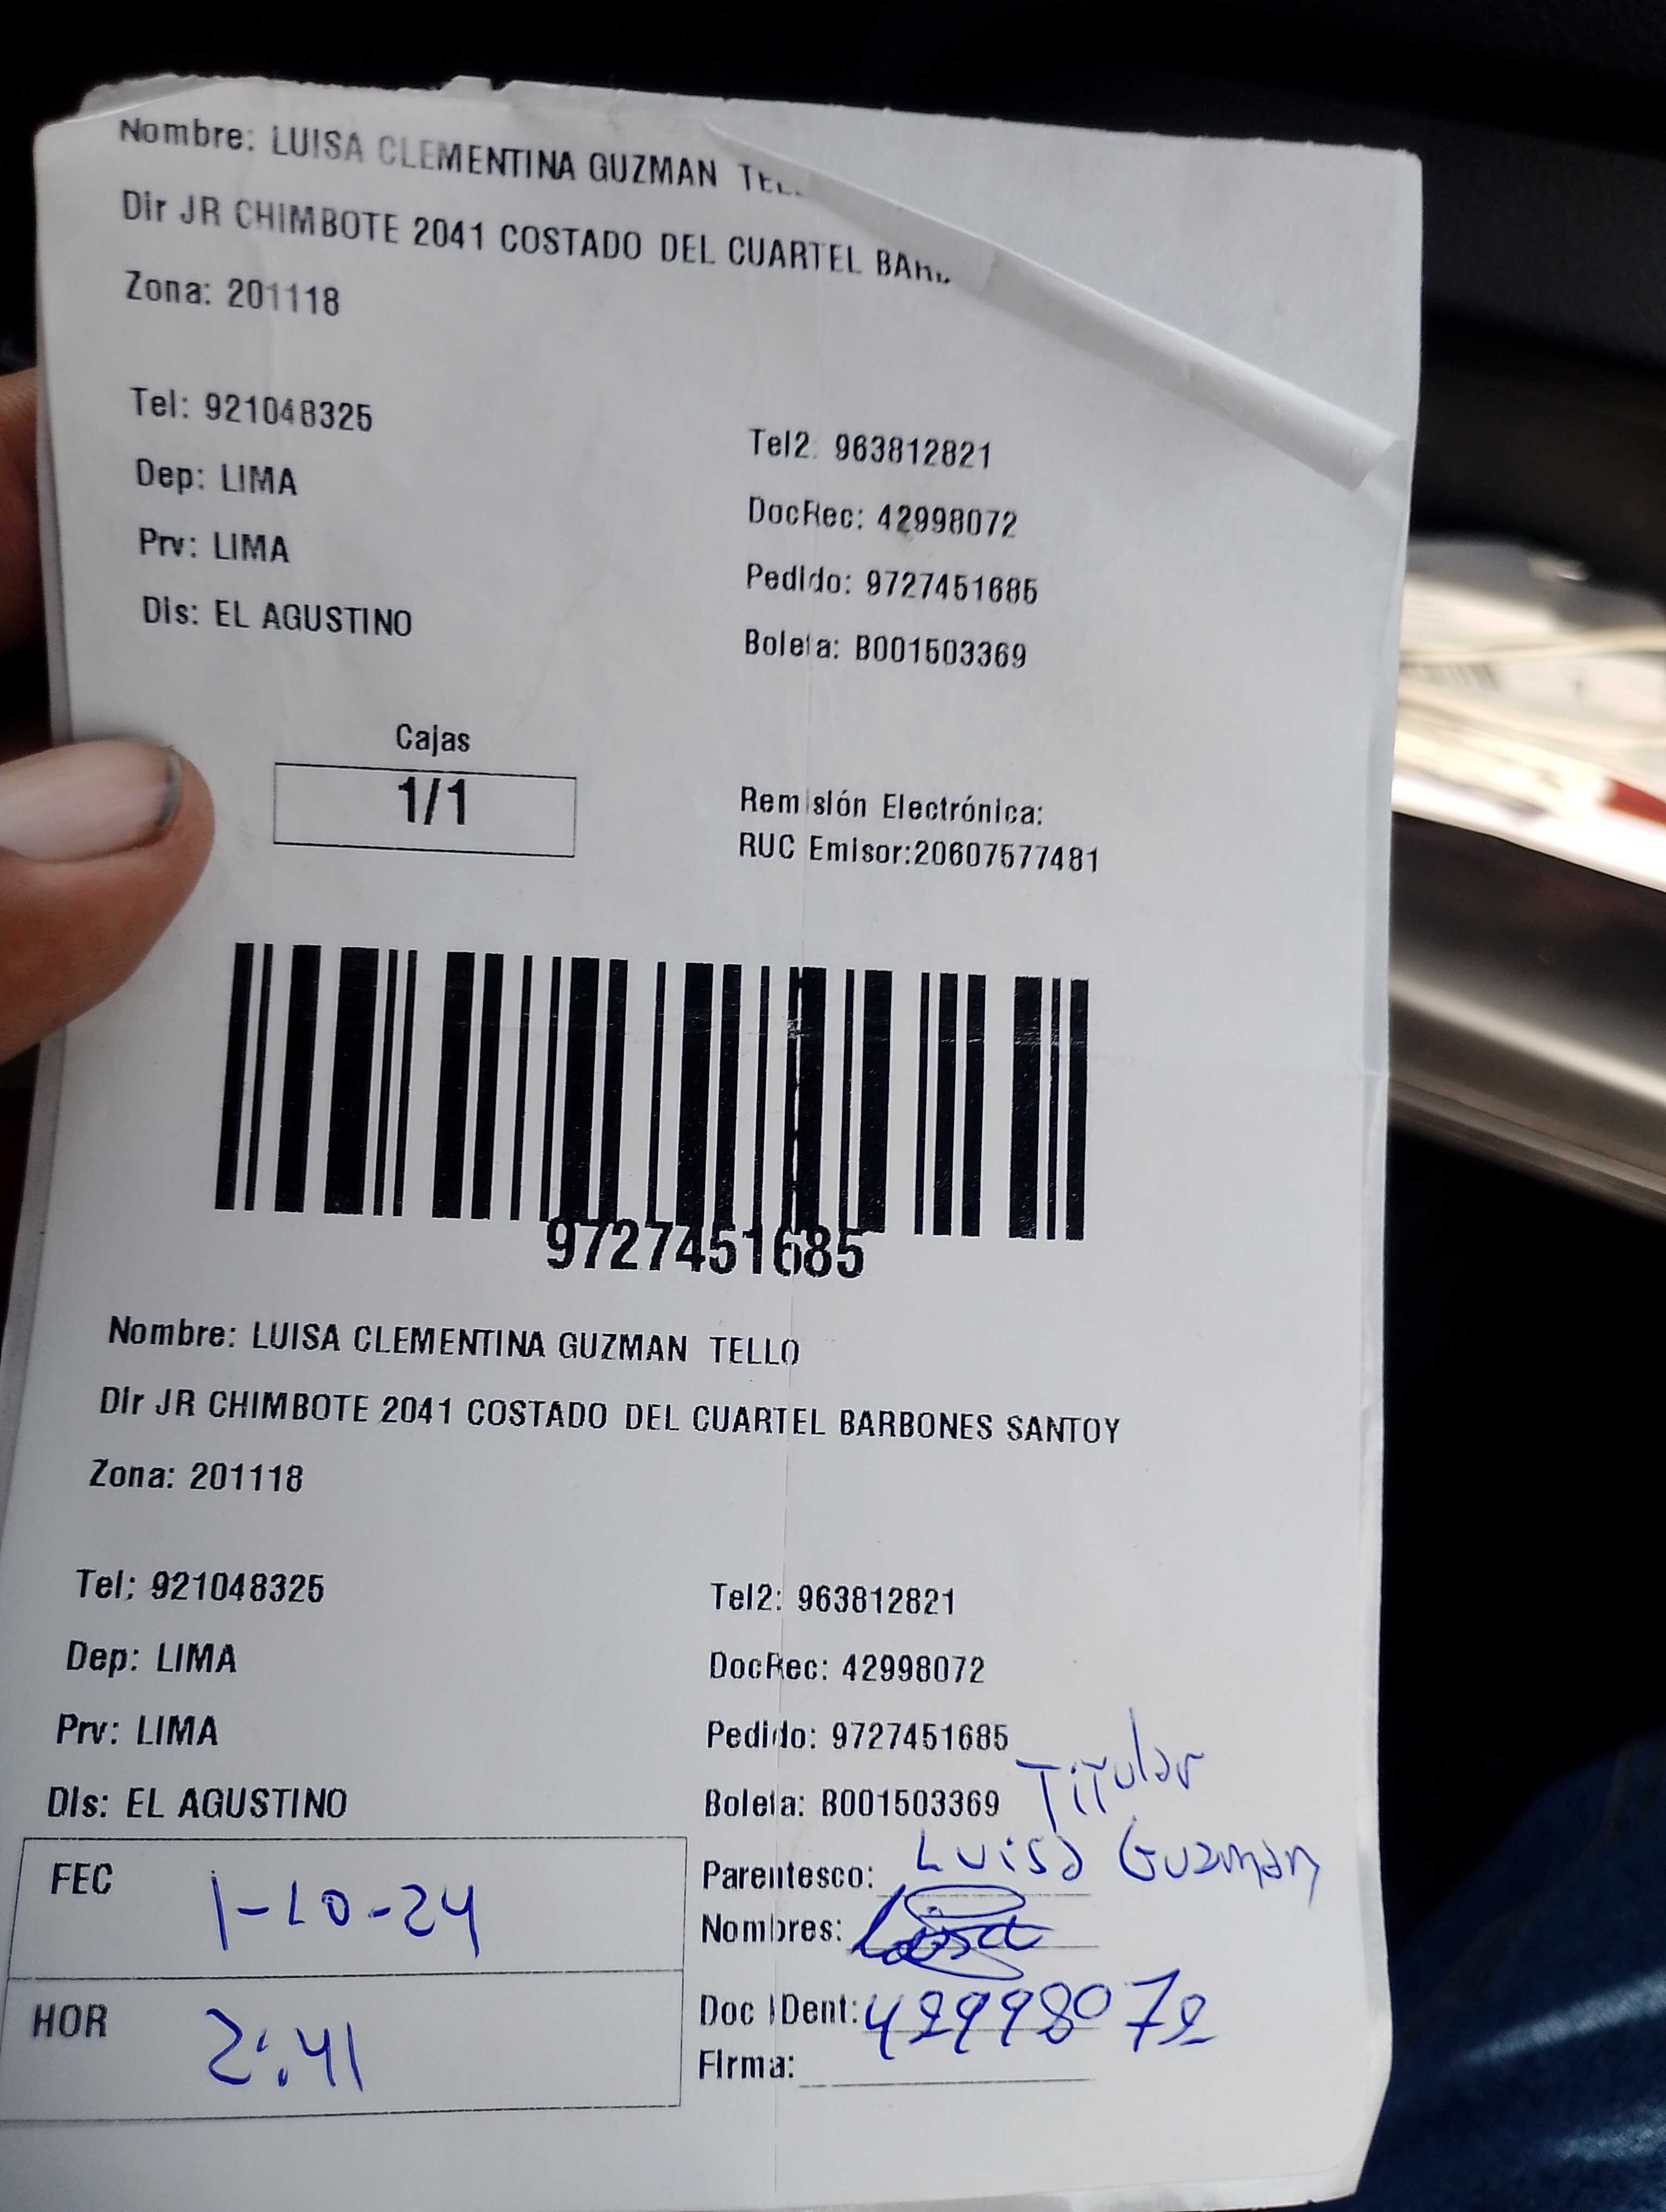 Nombre: LUISA CLEMENTINA GUZMAN
Dir JR CHIMBOTE 2041 COSTADO DEL CUARTEL
Zona: 201118
Tel: 921048325
Tel2: 963812821
Dep: LIMA
DocRec: 42998072
Prv: LIMA
Pedido: 9727451685
Dis: EL AGUSTINO
Boleta: B001503369
Cajas
1/1
Remisión Electrónica:
RUC Emisor:20607577481
9727451685
Nombre: LUISA CLEMENTINA GUZMAN TELLO
Dir JR CHIMBOTE 2041 COSTADO DEL CUARTEL BARBONES SANTOY
Zona: 201118
Tel: 921048325
Tel2: 963812821
Dep: LIMA
DocRec: 42998072
Prv: LIMA
Pedido: 9727451685
Titular
Dis: EL AGUSTINO
Boleta: B001503369
FEC 1-10-24
Parentesco: Luisa Guzman
Nombres: Luisa
HOR 2:41
Doc IDent: 42998072
Firma: